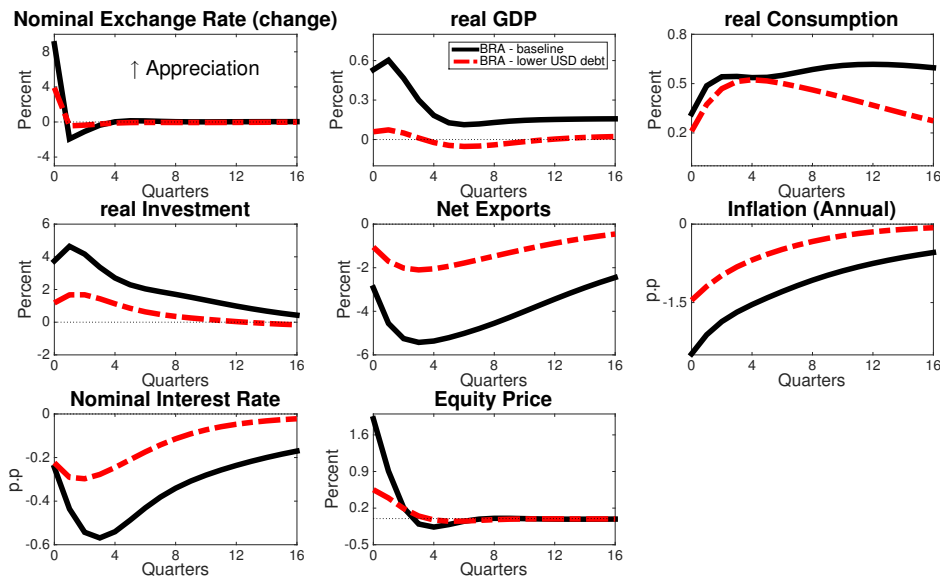 Nominal Exchange Rate (change)
8
4
0
-4
Percent
↑ Appreciation
0 4 8 12 16
Quarters
real GDP
0.6
0.3
0
Percent
BRA - baseline
BRA - lower USD debt
0 4 8 12 16
Quarters
real Consumption
0.8
0.5
0.2
Percent
0 4 8 12 16
Quarters
real Investment
6
4
2
0
-2
Percent
0 4 8 12 16
Quarters
Net Exports
0
-2
-4
-6
Percent
0 4 8 12 16
Quarters
Inflation (Annual)
0
-1.5
p.p
0 4 8 12 16
Quarters
Nominal Interest Rate
0
-0.2
-0.4
-0.6
p.p
0 4 8 12 16
Quarters
Equity Price
1.6
0.9
0.2
-0.5
Percent
0 4 8 12 16
Quarters